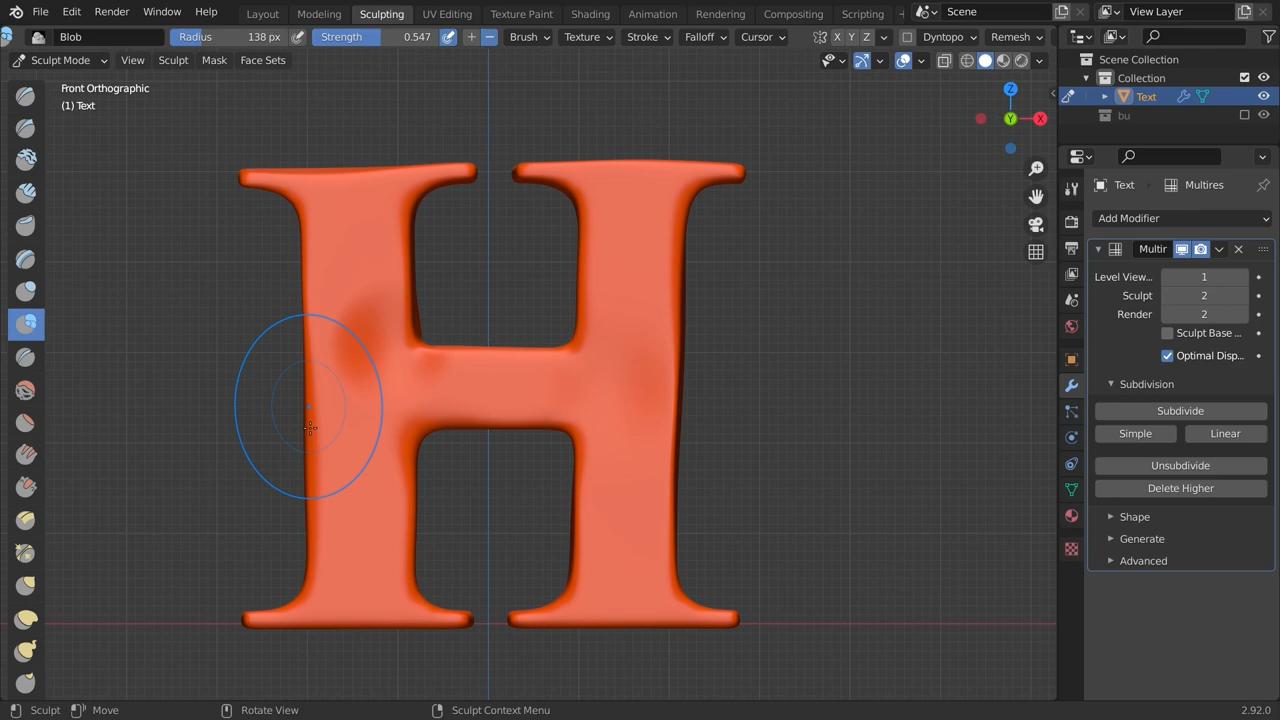 File Edit Render Window Help Layout Modeling Sculpting UV Editing Texture Paint Shading Animation Rendering Compositing Scripting Scene View Layer
Blob Radius 138 px Strength 0.547 Brush Texture Stroke Falloff Cursor X Y Z Dyntopo Remesh
Sculpt Mode View Sculpt Mask Face Sets
Scene Collection
Collection
Text
bu
Front Orthographic
(1) Text
Z
Y
X
H
Text Multires
Add Modifier
Multir
Level View... 1
Sculpt 2
Render 2
Sculpt Base ...
Optimal Disp...
Subdivision
Subdivide
Simple Linear
Unsubdivide
Delete Higher
Shape
Generate
Advanced
Sculpt Move Rotate View Sculpt Context Menu 2.92.0